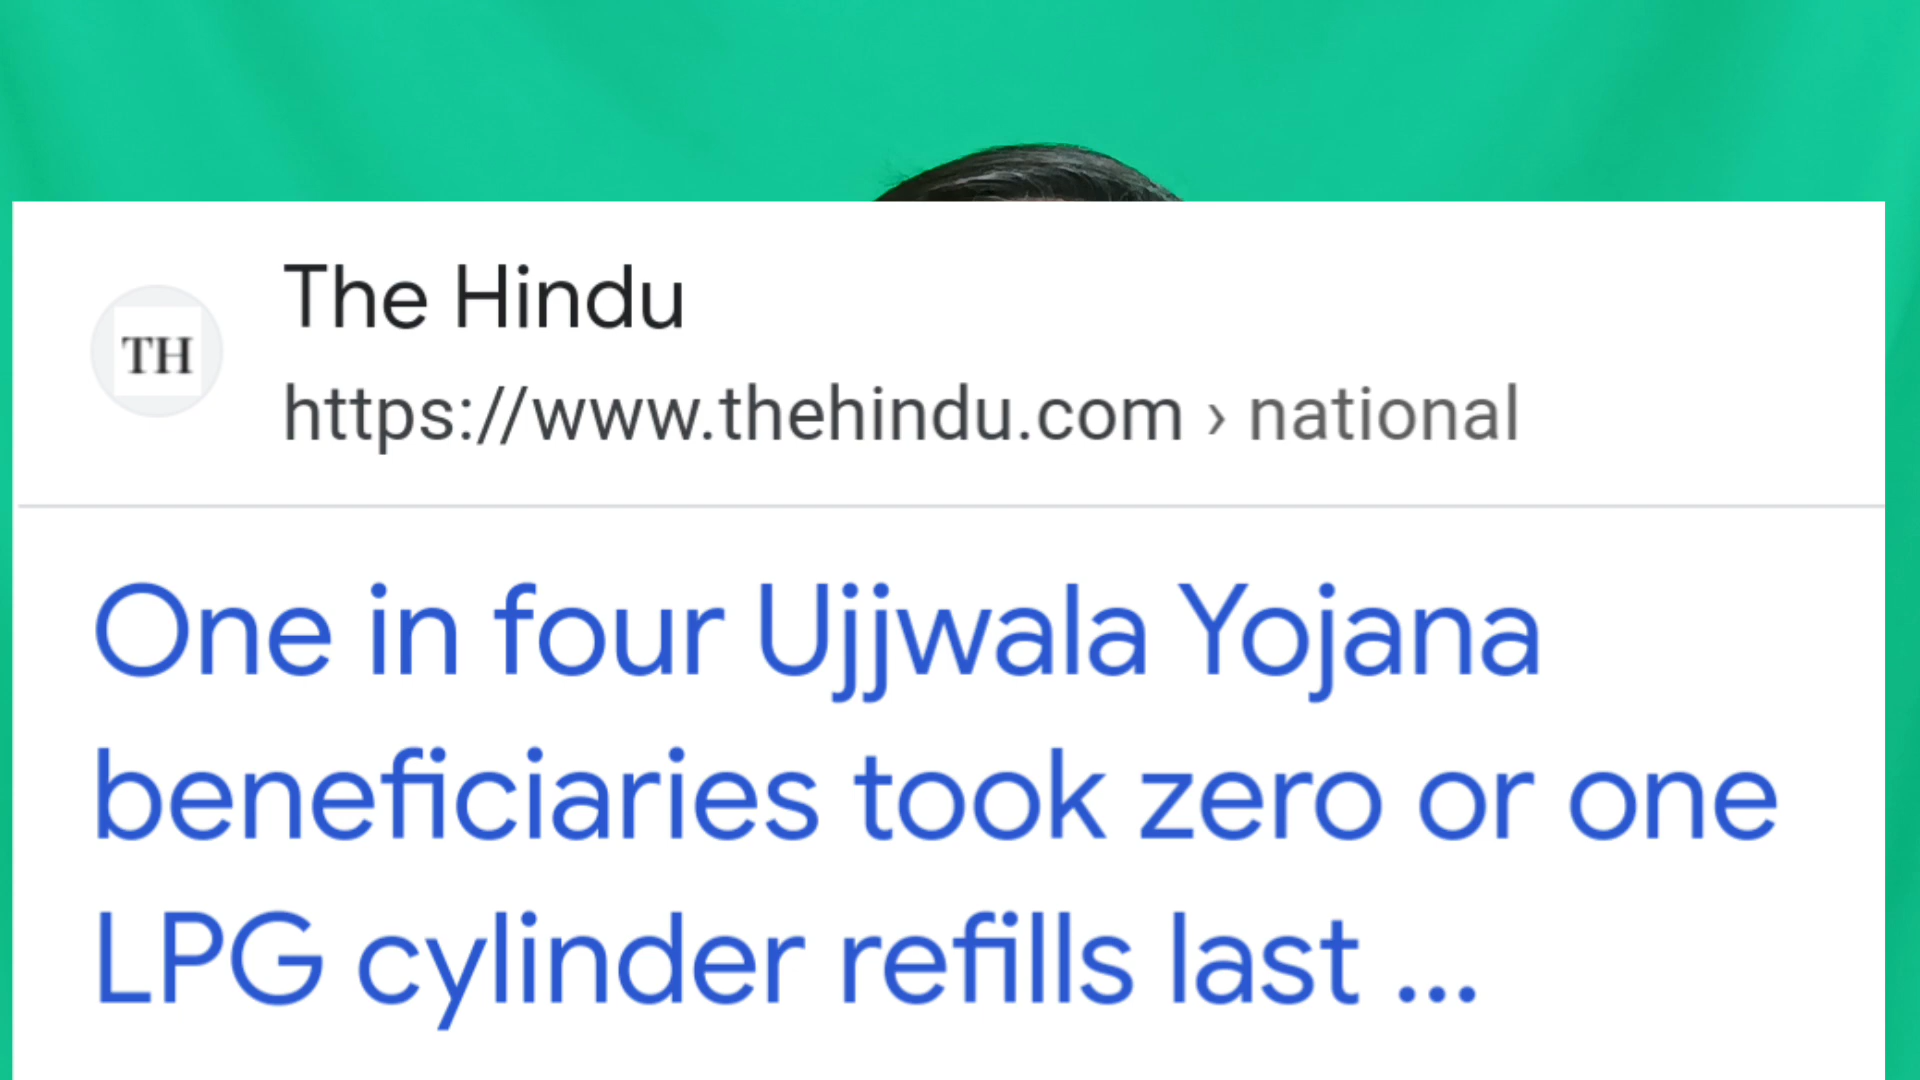 The Hindu
TH
https://www.thehindu.com › national
One in four Ujjwala Yojana
beneficiaries took zero or one
LPG cylinder refills last ...